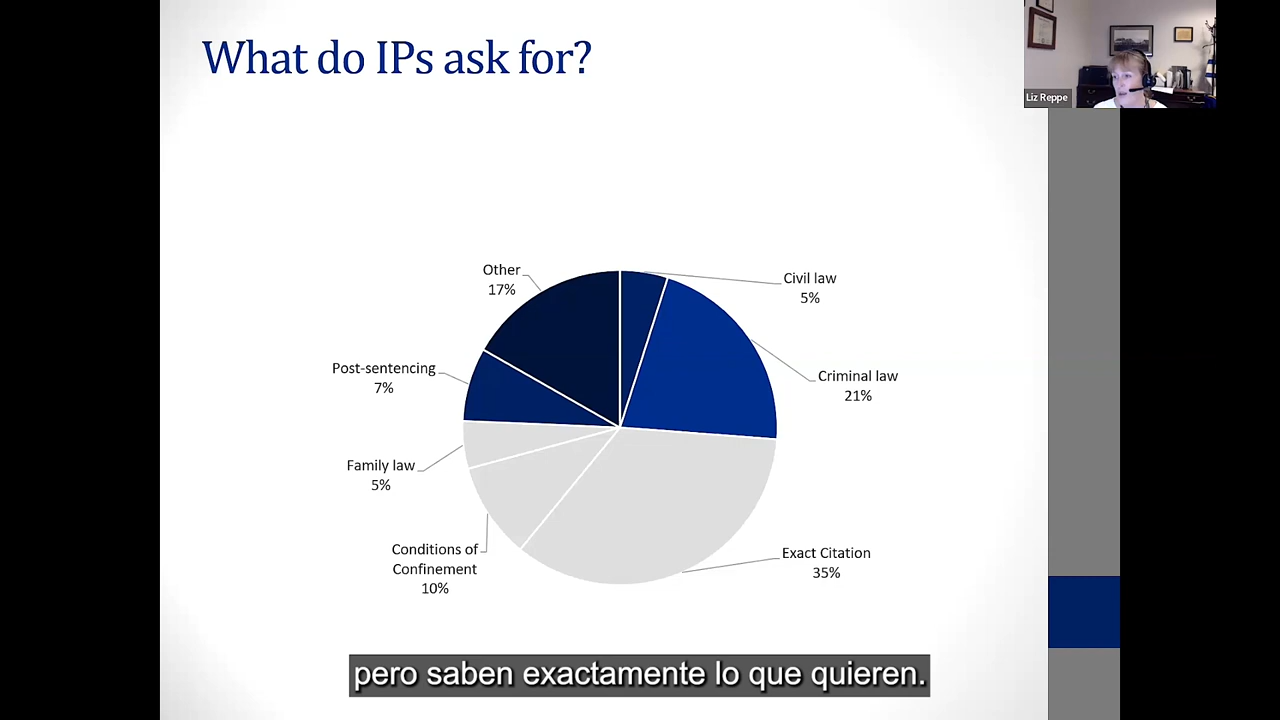 What do IPs ask for?
Liz Reppe
Other
17%
Civil law
5%
Post-sentencing
7%
Criminal law
21%
Family law
5%
Conditions of
Confinement
10%
Exact Citation
35%
pero saben exactamente lo que quieren.